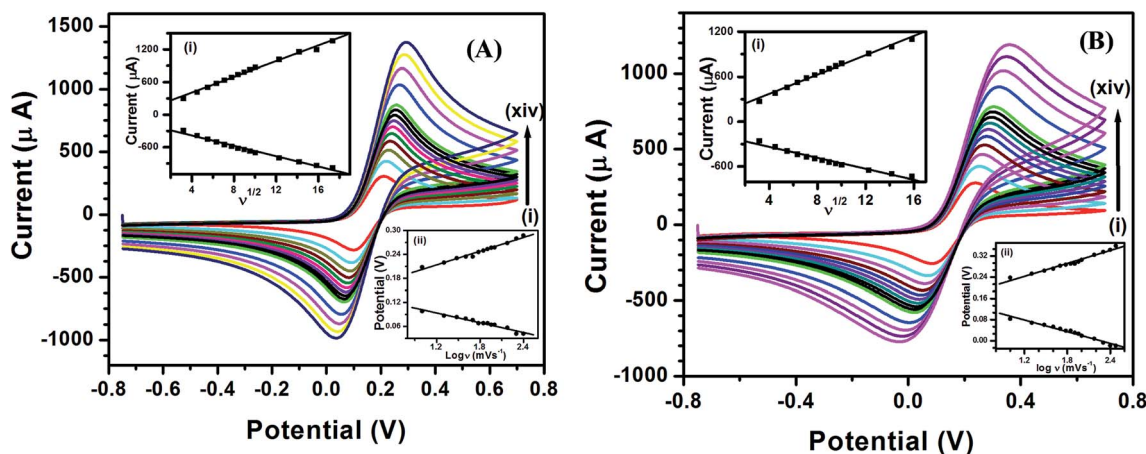 (A)
(i)
Current ( μA)
1200
600
0
-600
4 8 12 16
ν1/2
(xiv)
(i)
(ii)
Potential (V)
0.30
0.24
0.18
0.12
0.06
1.2 1.8 2.4
Logν (mVs-1)
Current (μ A)
1500
1000
500
0
-500
-1000
-0.8 -0.6 -0.4 -0.2 0.0 0.2 0.4 0.6 0.8
Potential (V)
(B)
(i)
Current (μA)
1200
600
0
-600
4 8 12 16
ν1/2
(xiv)
(i)
(ii)
Potential (V)
0.32
0.24
0.16
0.08
0.00
1.2 1.8 2.4
log ν (mVs-1)
Current (μ A)
1000
500
0
-500
-1000
-0.8 -0.4 0.0 0.4 0.8
Potential (V)